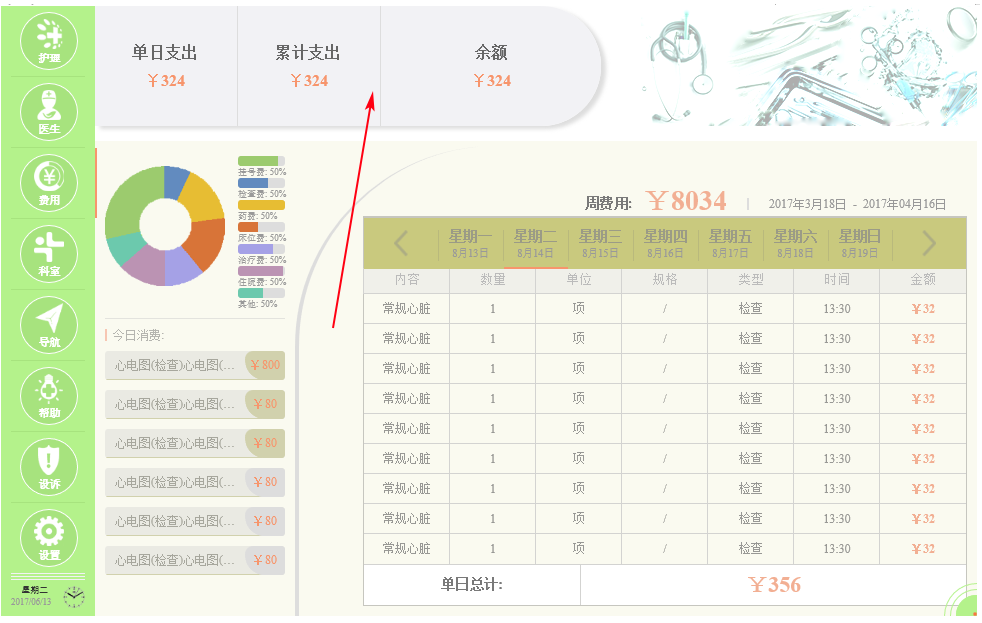 护理
医生
费用
科室
导航
帮助
投诉
设置
星期二
2017/06/13
单日支出
￥324
累计支出
￥324
余额
￥324
挂号费: 50%
检查费: 50%
药费: 50%
床位费: 50%
治疗费: 50%
住院费: 50%
其他: 50%
今日消费:
心电图(检查)心电图(... ￥800
心电图(检查)心电图(... ￥80
心电图(检查)心电图(... ￥80
心电图(检查)心电图(... ￥80
心电图(检查)心电图(... ￥80
心电图(检查)心电图(... ￥80
周费用: ￥8034 | 2017年3月18日 - 2017年04月16日
星期一 星期二 星期三 星期四 星期五 星期六 星期日
8月13日 8月14日 8月15日 8月16日 8月17日 8月18日 8月19日
内容 数量 单位 规格 类型 时间 金额
常规心脏 1 项 / 检查 13:30 ￥32
常规心脏 1 项 / 检查 13:30 ￥32
常规心脏 1 项 / 检查 13:30 ￥32
常规心脏 1 项 / 检查 13:30 ￥32
常规心脏 1 项 / 检查 13:30 ￥32
常规心脏 1 项 / 检查 13:30 ￥32
常规心脏 1 项 / 检查 13:30 ￥32
常规心脏 1 项 / 检查 13:30 ￥32
常规心脏 1 项 / 检查 13:30 ￥32
单日总计: ￥356